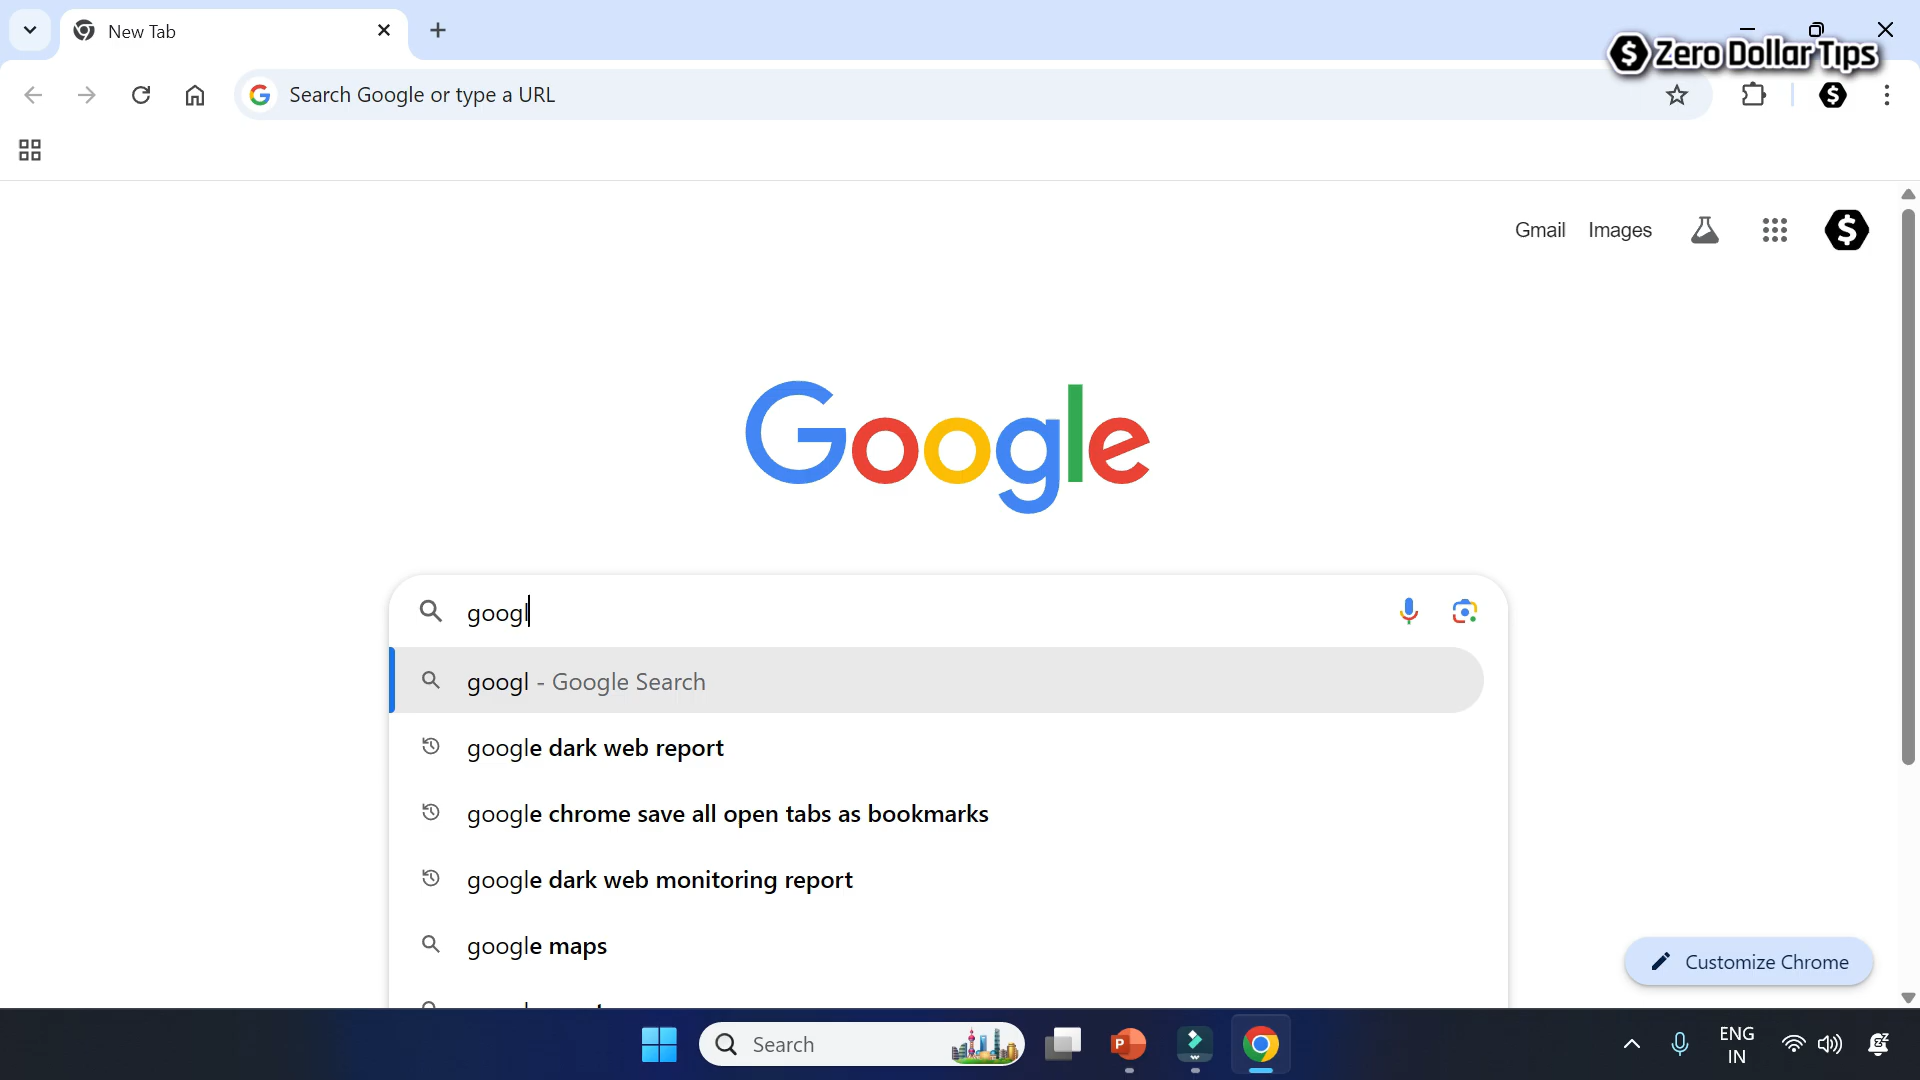 New Tab
Zero Dollar Tips
Search Google or type a URL
Gmail Images
Google
googl
googl - Google Search
google dark web report
google chrome save all open tabs as bookmarks
google dark web monitoring report
google maps
Customize Chrome
Search
ENG
IN